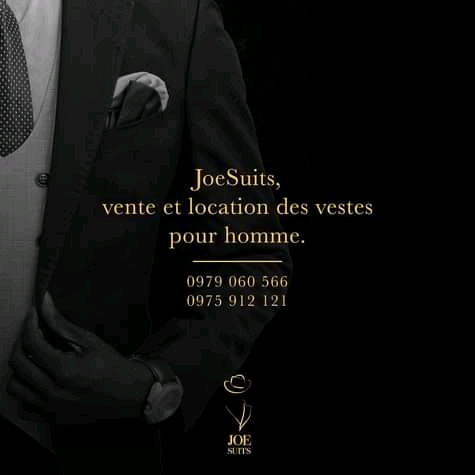 JoeSuits,
vente et location des vestes
pour homme.
0979 060 566
0975 912 121
JOE
SUITS